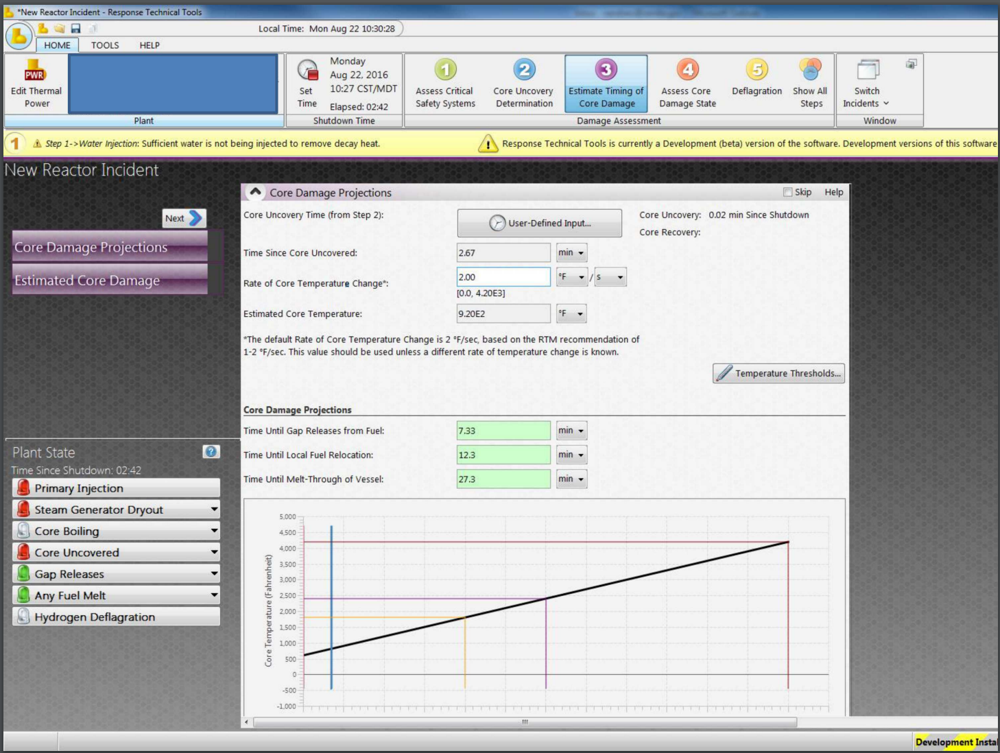 *New Reactor Incident - Response Technical Tools
Local Time: Mon Aug 22 10:30:28
HOME TOOLS HELP
PWR
Edit Thermal
Power
Plant
Set
Time
Monday
Aug 22, 2016
10:27 CST/MDT
Elapsed: 02:42
Shutdown Time
1
Assess Critical
Safety Systems
2
Core Uncovery
Determination
3
Estimate Timing of
Core Damage
4
Assess Core
Damage State
5
Deflagration
Show All
Steps
Damage Assessment
Switch
Incidents
Window
1 Step 1->Water Injection: Sufficient water is not being injected to remove decay heat.
Response Technical Tools is currently a Development (beta) version of the software. Development versions of this software
New Reactor Incident
Next
Core Damage Projections
Estimated Core Damage
Core Damage Projections
Skip Help
Core Uncovery Time (from Step 2): User-Defined Input...
Core Uncovery: 0.02 min Since Shutdown
Core Recovery:
Time Since Core Uncovered: 2.67 min
Rate of Core Temperature Change*: 2.00 °F / s
[0.0, 4.20E3]
Estimated Core Temperature: 9.20E2 °F
*The default Rate of Core Temperature Change is 2 °F/sec, based on the RTM recommendation of
1-2 °F/sec. This value should be used unless a different rate of temperature change is known.
Temperature Thresholds...
Core Damage Projections
Time Until Gap Releases from Fuel: 7.33 min
Time Until Local Fuel Relocation: 12.3 min
Time Until Melt-Through of Vessel: 27.3 min
Plant State
Time Since Shutdown: 02:42
Primary Injection
Steam Generator Dryout
Core Boiling
Core Uncovered
Gap Releases
Any Fuel Melt
Hydrogen Deflagration
Core Temperature (Fahrenheit)
5,000
4,500
4,000
3,500
3,000
2,500
2,000
1,500
1,000
500
0
-500
-1,000
Development Instal